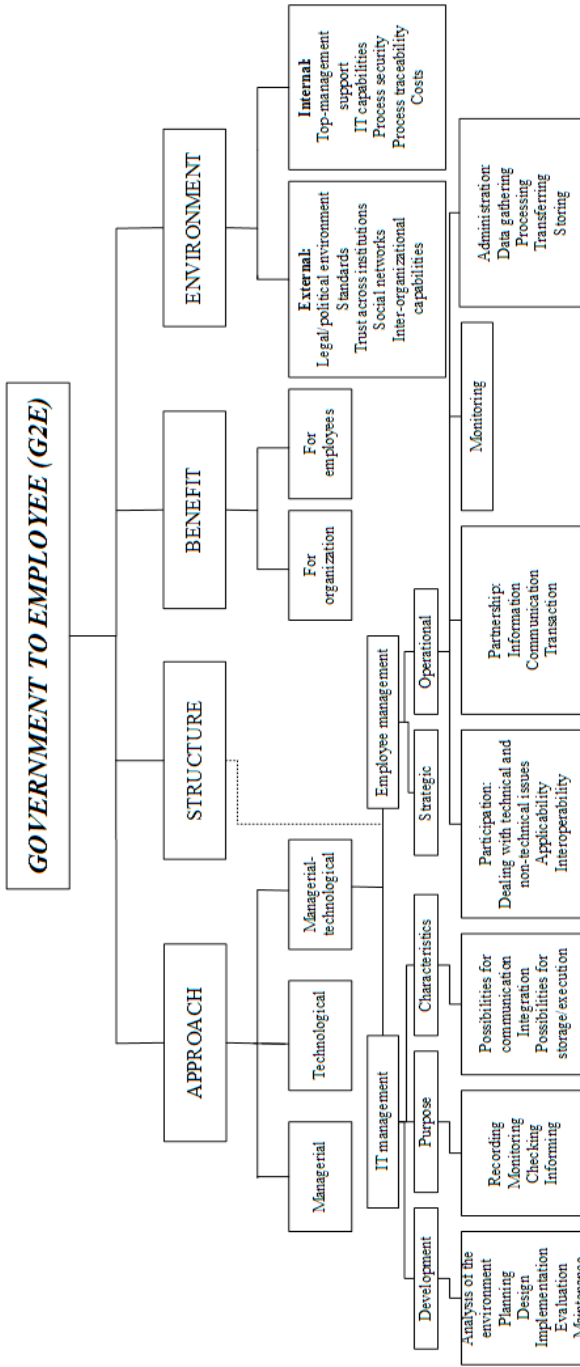 GOVERNMENT TO EMPLOYEE (G2E)
APPROACH
STRUCTURE
BENEFIT
ENVIRONMENT
Managerial
Technological
Managerial-
technological
For
organization
For
employees
External:
Legal/political environment
Standards
Trust across institutions
Social networks
Inter-organizational
capabilities
Internal:
Top-management
support
IT capabilities
Process security
Process traceability
Costs
IT management
Employee management
Development
Purpose
Characteristics
Strategic
Operational
Analysis of the
environment
Planning
Design
Implementation
Evaluation
Maintenance
Recording
Monitoring
Checking
Informing
Possibilities for
communication
Integration
Possibilities for
storage/execution
Participation:
Dealing with technical and
non-technical issues
Applicability
Interoperability
Partnership:
Information
Communication
Transaction
Monitoring
Administration:
Data gathering
Processing
Transferring
Storing